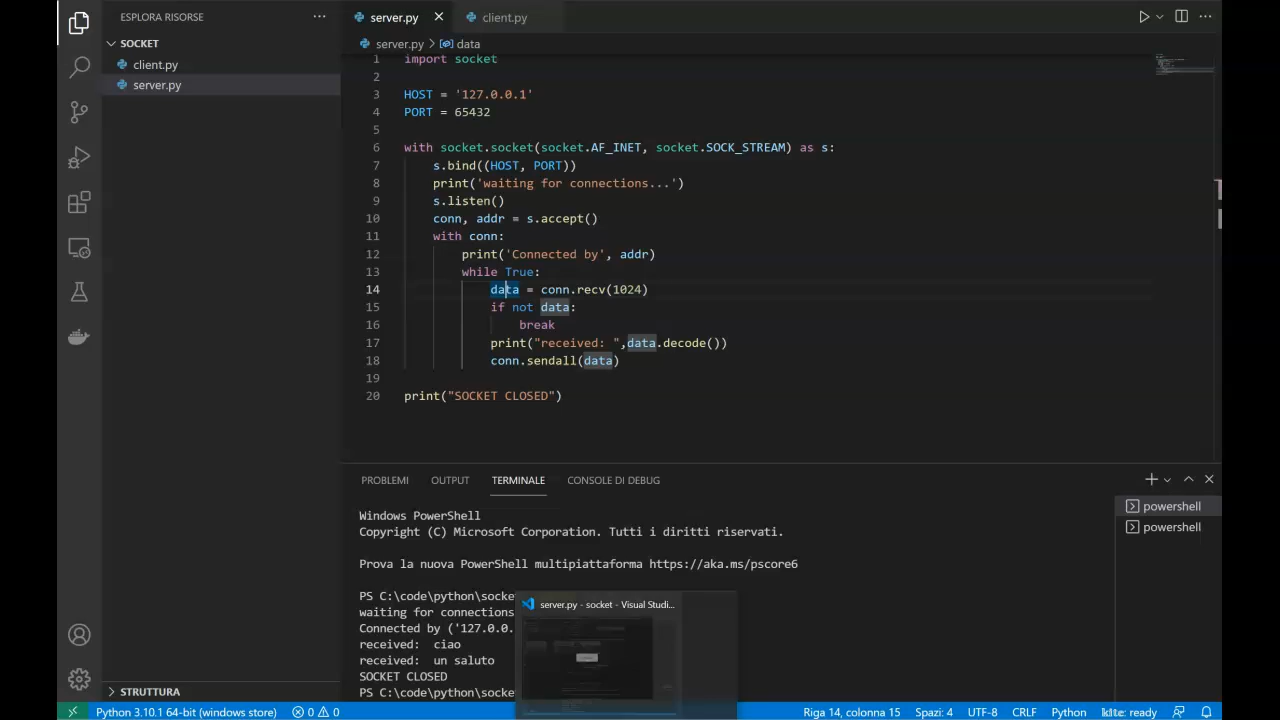 ESPLORA RISORSE
SOCKET
client.py
server.py
STRUTTURA
server.py
client.py
server.py > data
1 import socket
2
3 HOST = '127.0.0.1'
4 PORT = 65432
5
6 with socket.socket(socket.AF_INET, socket.SOCK_STREAM) as s:
7 s.bind((HOST, PORT))
8 print('waiting for connections...')
9 s.listen()
10 conn, addr = s.accept()
11 with conn:
12 print('Connected by', addr)
13 while True:
14 data = conn.recv(1024)
15 if not data:
16 break
17 print("received: ",data.decode())
18 conn.sendall(data)
19
20 print("SOCKET CLOSED")
PROBLEMI OUTPUT TERMINALE CONSOLE DI DEBUG
Windows PowerShell
Copyright (C) Microsoft Corporation. Tutti i diritti riservati.
Prova la nuova PowerShell multipiattaforma https://aka.ms/pscore6
PS C:\code\python\socke
waiting for connections
Connected by ('127.0.0.
received: ciao
received: un saluto
SOCKET CLOSED
PS C:\code\python\socke
powershell
powershell
server.py - socket - Visual Studi...
Python 3.10.1 64-bit (windows store) 0 0 Riga 14, colonna 15 Spazi: 4 UTF-8 CRLF Python kite: ready